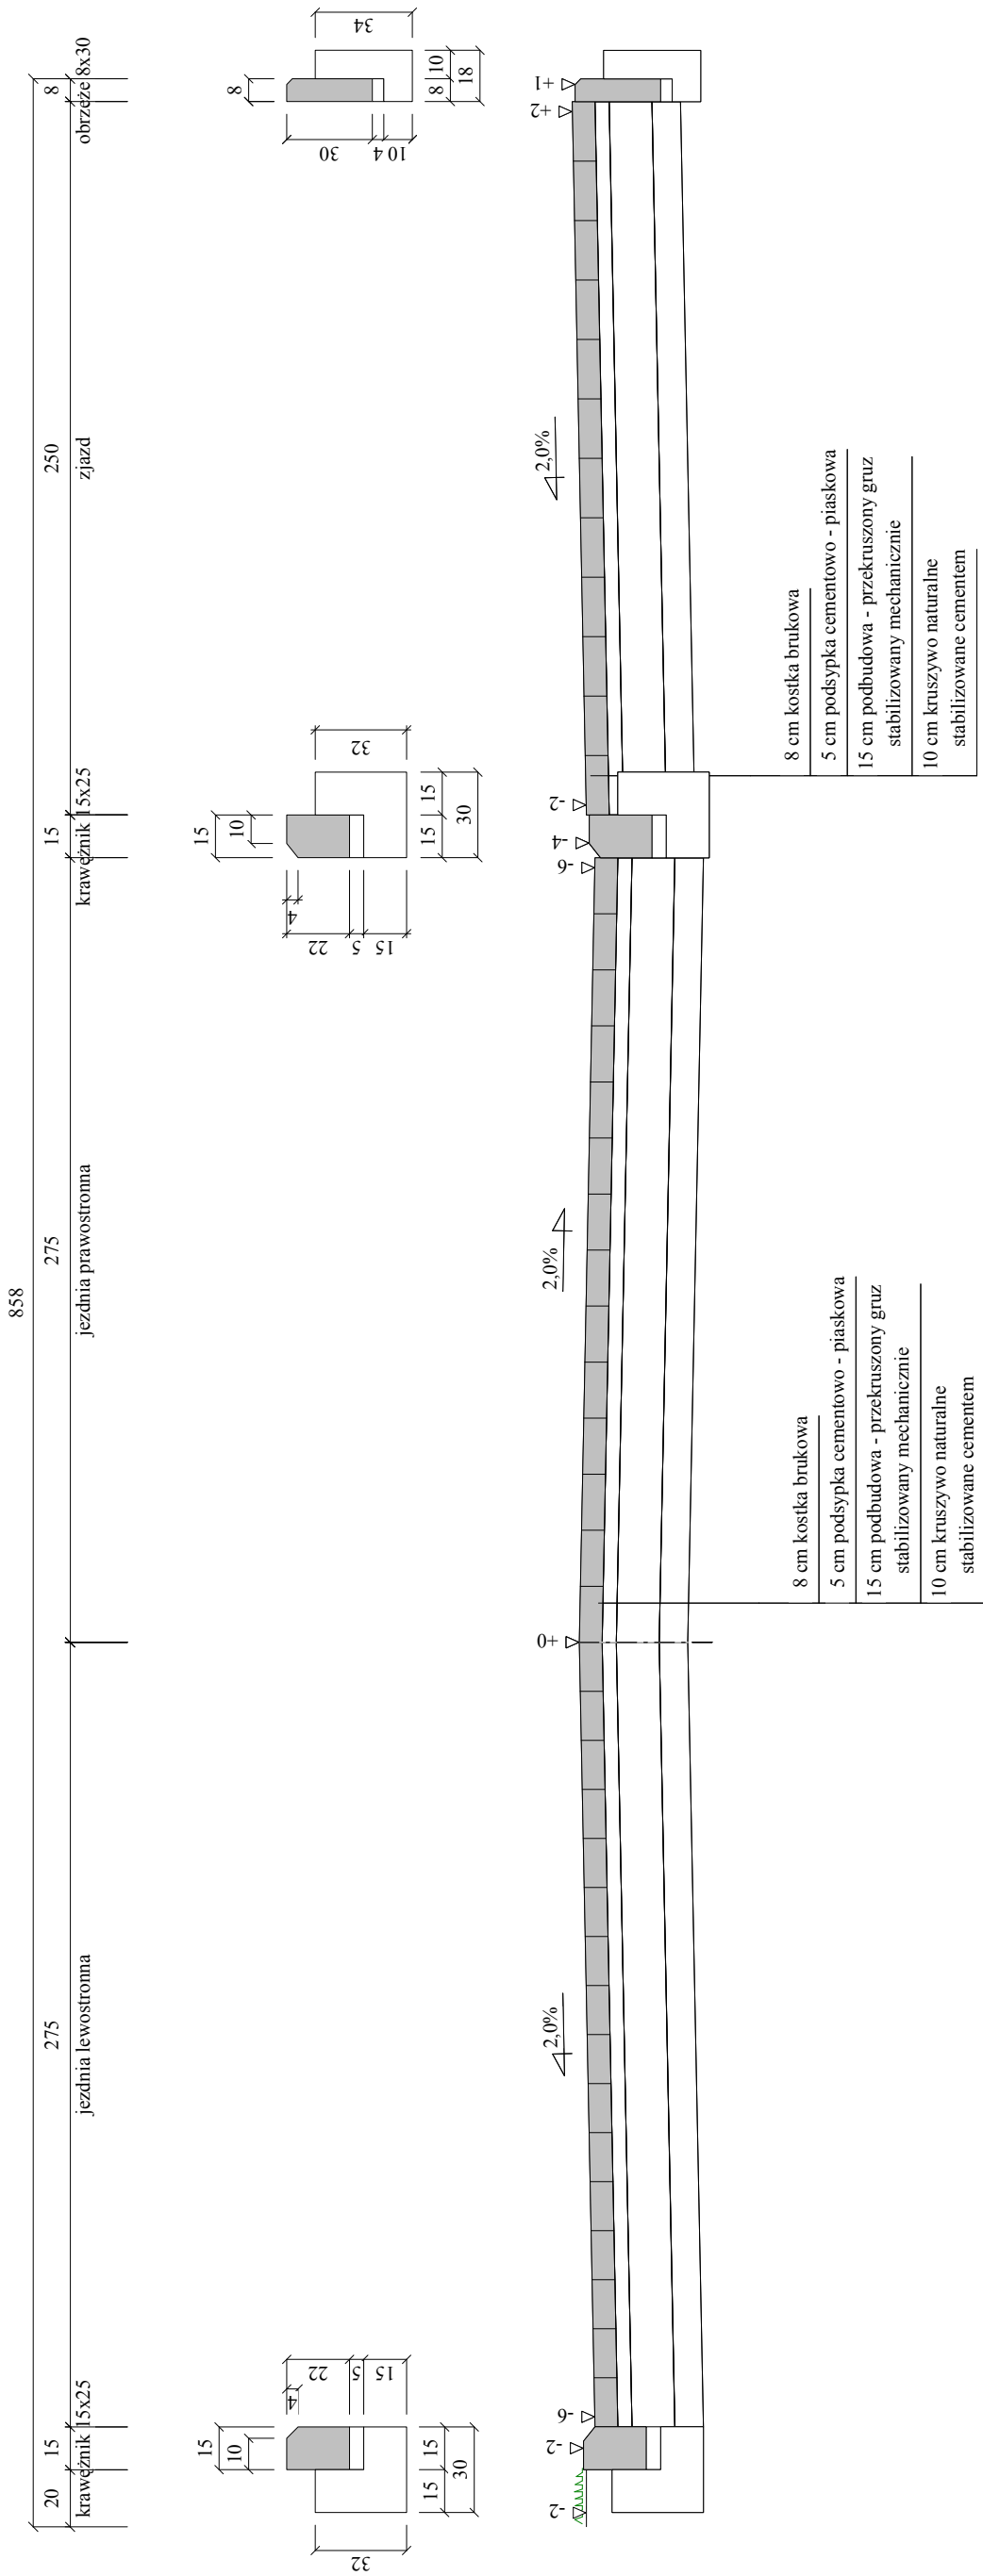 858
20
15
275
275
15
250
8
krawężnik 15x25
jezdnia lewostronna
jezdnia prawostronna
krawężnik 15x25
zjazd
obrzeże 8x30
15
10
32
4
22
5
15
15
15
30
15
10
4
22
5
15
32
15
15
30
8
30
4
10
34
8
10
18
-2
-2
-6
2,0%
+0
2,0%
-6
-4
-2
2,0%
+2
+1
8 cm kostka brukowa
5 cm podsypka cementowo - piaskowa
15 cm podbudowa - przekruszony gruz
stabilizowany mechanicznie
10 cm kruszywo naturalne
stabilizowane cementem
8 cm kostka brukowa
5 cm podsypka cementowo - piaskowa
15 cm podbudowa - przekruszony gruz
stabilizowany mechanicznie
10 cm kruszywo naturalne
stabilizowane cementem